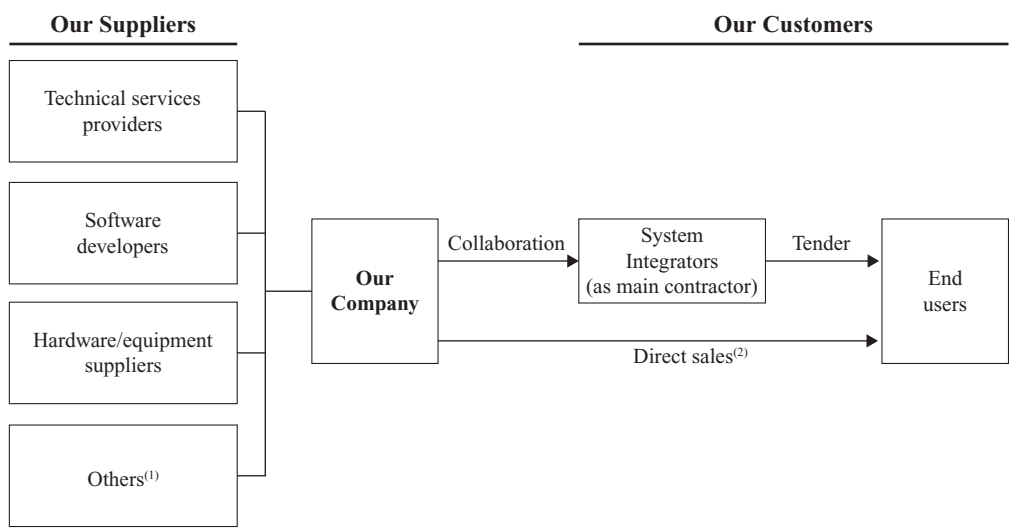 Our Suppliers
Our Customers
Technical services
providers
Software
developers
Hardware/equipment
suppliers
Others(1)
Our
Company
Collaboration
System
Integrators
(as main contractor)
Tender
Direct sales(2)
End
users